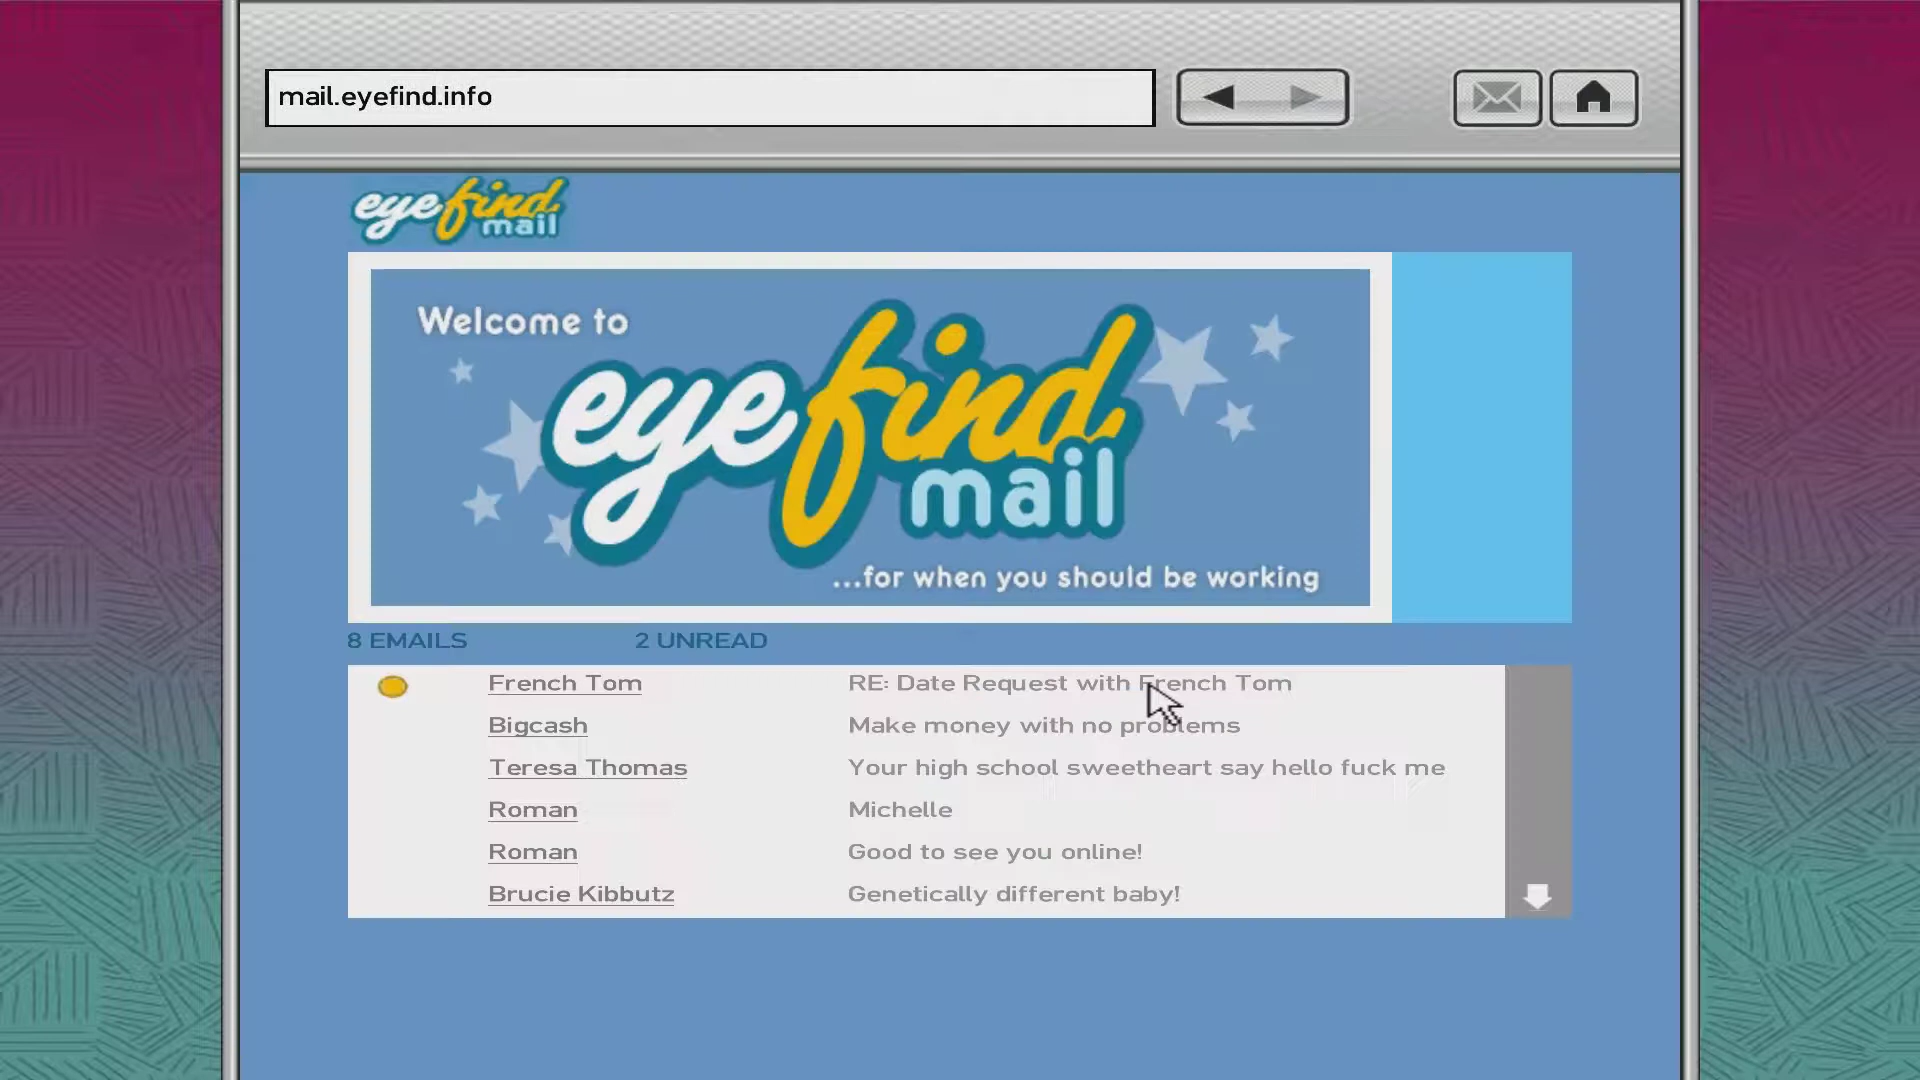 mail.eyefind.info
eyefind mail
Welcome to
eyefind
mail
...for when you should be working
8 EMAILS 2 UNREAD
French Tom RE: Date Request with French Tom
Bigcash Make money with no problems
Teresa Thomas Your high school sweetheart say hello fuck me
Roman Michelle
Roman Good to see you online!
Brucie Kibbutz Genetically different baby!